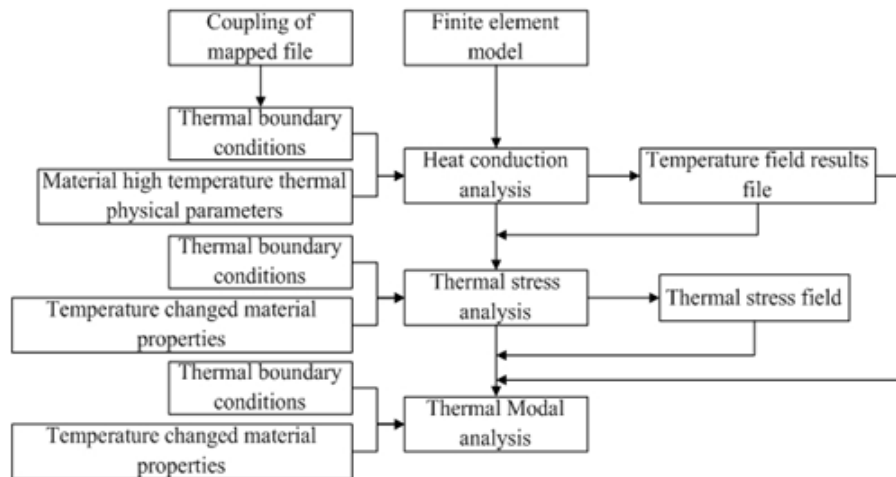 Coupling of
mapped file
Finite element
model
Thermal boundary
conditions
Material high temperature thermal
physical parameters
Heat conduction
analysis
Temperature field results
file
Thermal boundary
conditions
Temperature changed material
properties
Thermal stress
analysis
Thermal stress field
Thermal boundary
conditions
Temperature changed material
properties
Thermal Modal
analysis